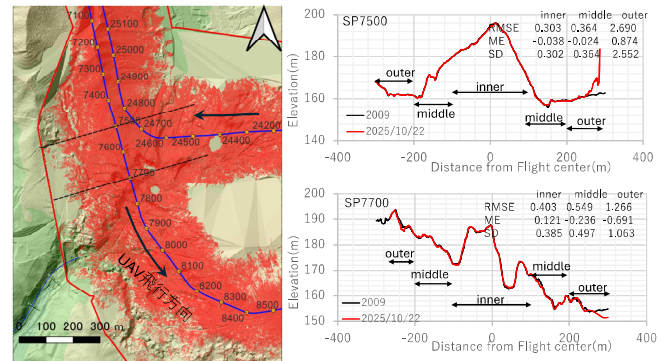 7100
25100
7200
25000
7300
24900
7400
24800
24700
7500
24600
24500
24400
24200
7600
7700
7800
7900
8000
8100
8200
8300
8400
8500
UAV飛行方向
0 100 200 300 m
SP7500
inner middle outer
RMSE 0.303 0.364 2.690
ME -0.038 -0.024 0.874
SD 0.302 0.364 2.552
outer
inner
middle
middle
outer
2009
2025/10/22
Elevation(m)
200
180
160
140
-400 -200 0 200 400
Distance from Flight center(m)
SP7700
inner middle outer
RMSE 0.403 0.549 1.266
ME 0.121 -0.236 -0.691
SD 0.385 0.497 1.063
outer
middle
middle
inner
outer
2009
2025/10/22
Elevation(m)
200
190
180
170
160
150
-400 -200 0 200 400
Distance from Flight center(m)